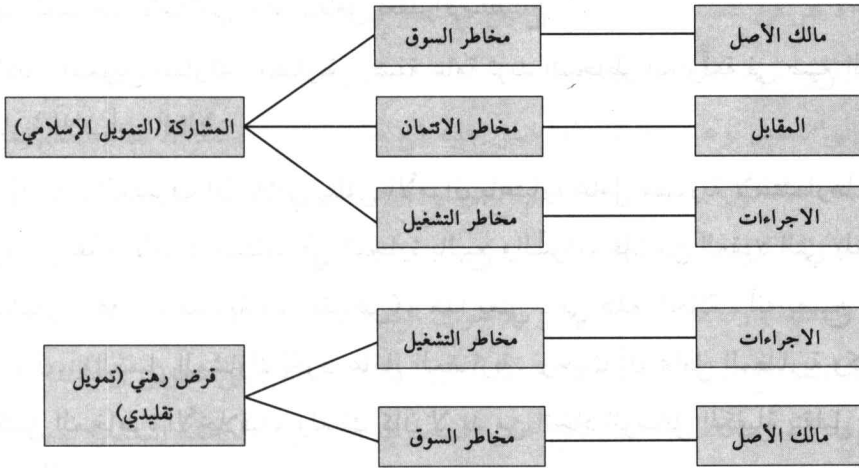 مخاطر السوق
مالك الأصل
المشاركة (التمويل الإسلامي)
مخاطر الائتمان
المقابل
مخاطر التشغيل
الاجراءات
قرض رهني (تمويل
تقليدي)
مخاطر التشغيل
الاجراءات
مخاطر السوق
مالك الأصل